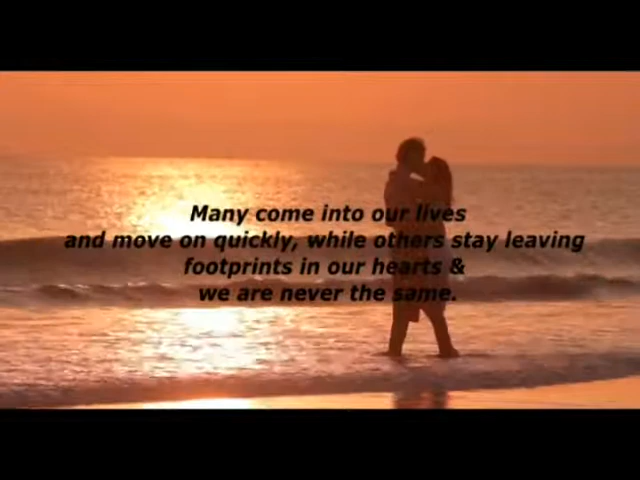 Many come into our lives
and move on quickly, while others stay leaving
footprints in our hearts &
we are never the same.